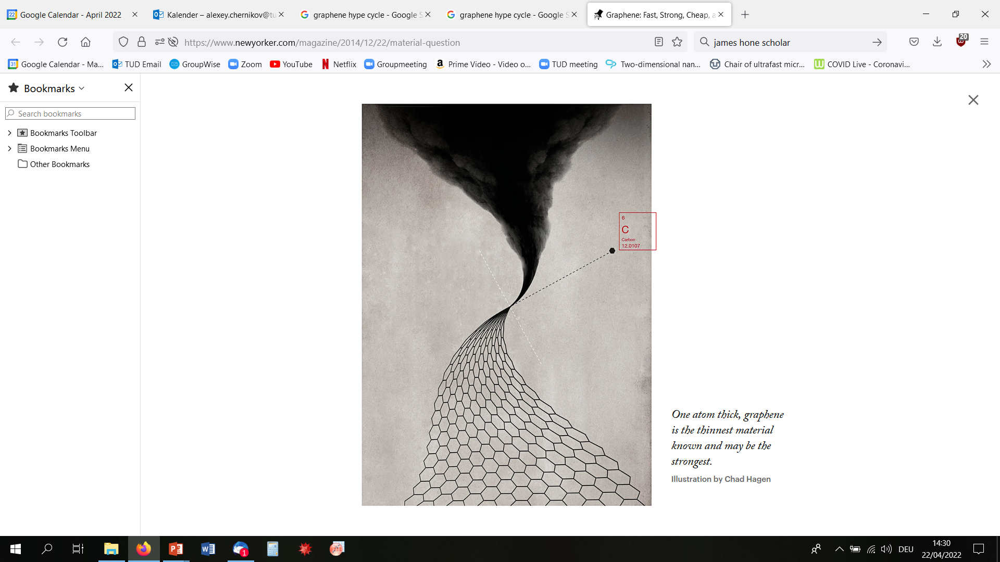 Google Calendar - April 2022
Kalender – alexey.chernikov@tu
graphene hype cycle - Google S
graphene hype cycle - Google S
Graphene: Fast, Strong, Cheap, a
https://www.newyorker.com/magazine/2014/12/22/material-question
james hone scholar
20
Google Calendar - Ma...
TUD Email
GroupWise
Zoom
YouTube
Netflix
Groupmeeting
Prime Video - Video o...
TUD meeting
Two-dimensional nan...
Chair of ultrafast micr...
COVID Live - Coronavi...
Bookmarks
Search bookmarks
Bookmarks Toolbar
Bookmarks Menu
Other Bookmarks
6
C
Carbon
12.0107
One atom thick, graphene
is the thinnest material
known and may be the
strongest.
Illustration by Chad Hagen
1
DEU
14:30
22/04/2022